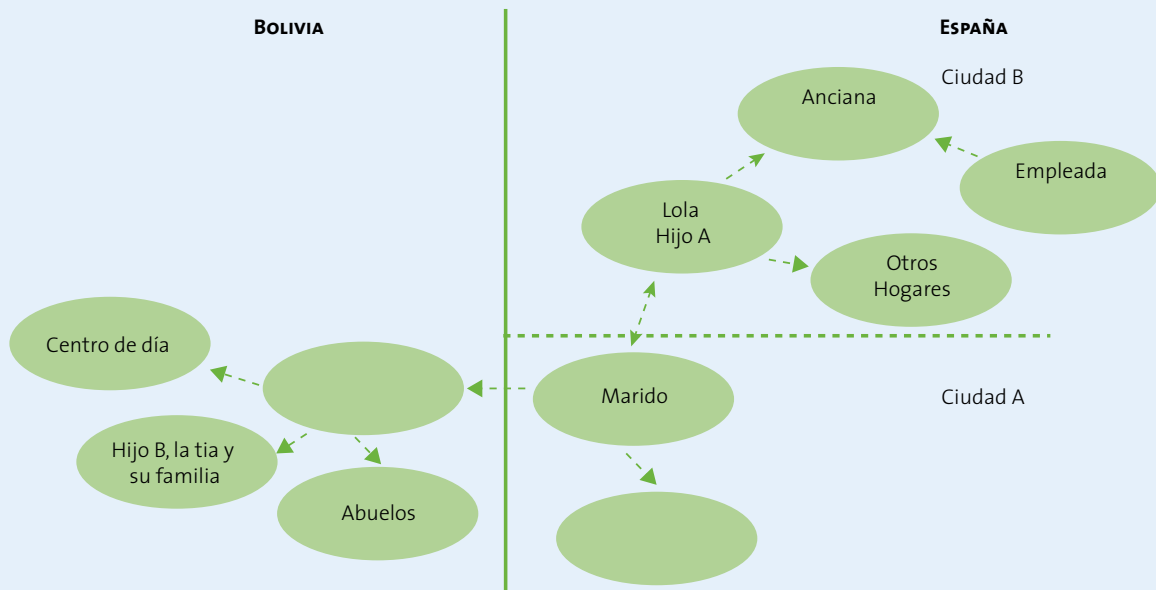 BOLIVIA
ESPAÑA
Ciudad B
Anciana
Empleada
Lola
Hijo A
Otros
Hogares
Centro de día
Marido
Ciudad A
Hijo B, la tia y
su familia
Abuelos